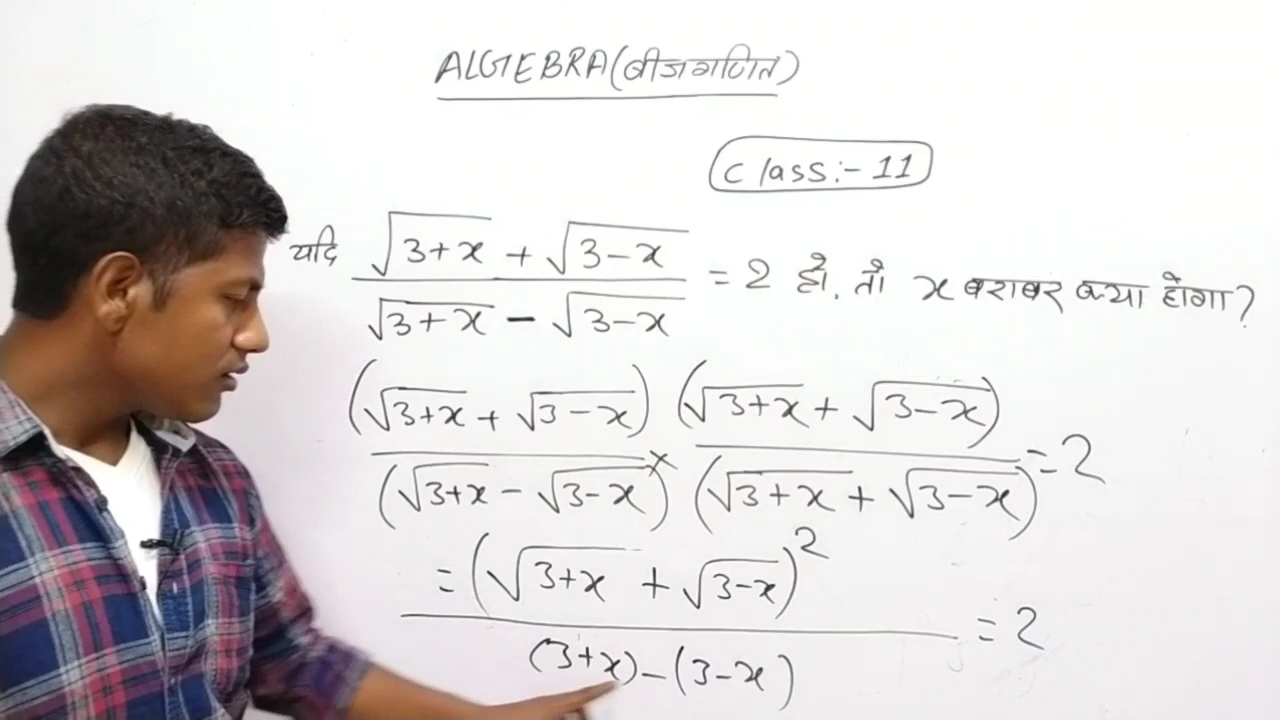 ALGEBRA(बीजगणित)
class:- 11
यदि (√(3+x) + √(3-x)) / (√(3+x) - √(3-x)) = 2 हो, तो x बराबर क्या होगा?
(√(3+x) + √(3-x)) / (√(3+x) - √(3-x)) × (√(3+x) + √(3-x)) / (√(3+x) + √(3-x)) = 2
= (√(3+x) + √(3-x))² / (3+x)-(3-x) = 2